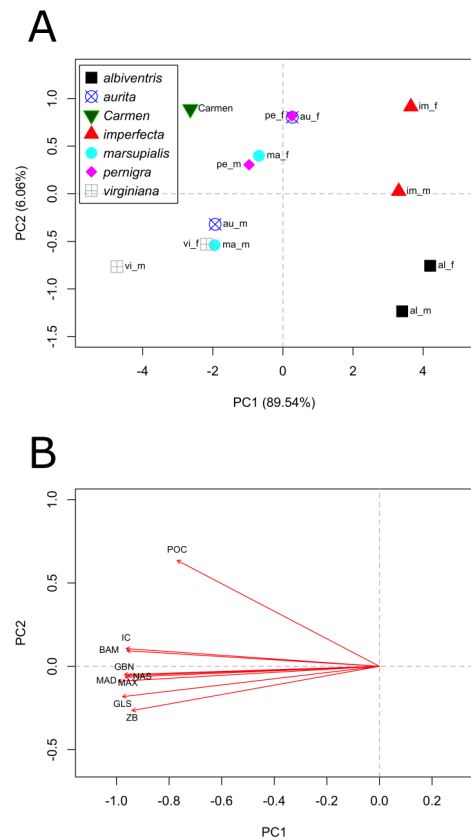 A
albiventris
aurita
Carmen
imperfecta
marsupialis
pernigra
virginiana
Carmen
pe_f
au_f
im_f
ma_f
pe_m
im_m
au_m
vi_f
ma_m
vi_m
al_f
al_m
1.0
0.5
0.0
-0.5
-1.0
-1.5
PC2 (6.06%)
-4
-2
0
2
4
PC1 (89.54%)
B
POC
IC
BAM
GBN
MAD
NAS
MAX
GLS
ZB
1.0
0.5
0.0
-0.5
PC2
-1.0
-0.8
-0.6
-0.4
-0.2
0.0
0.2
PC1